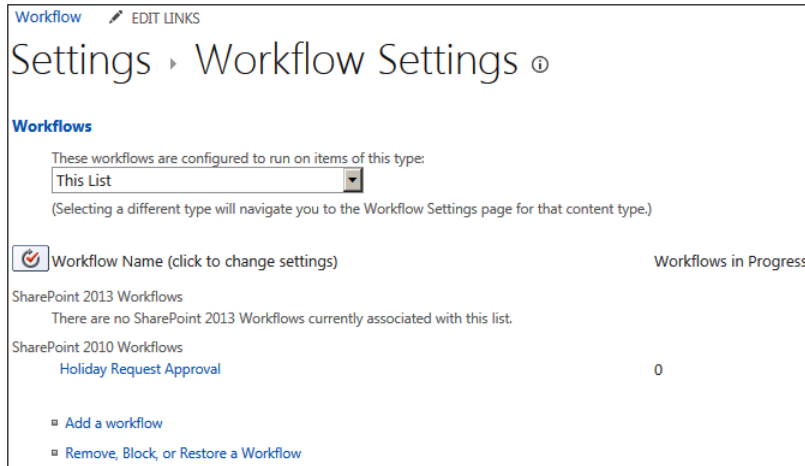 Workflow EDIT LINKS
Settings ▸ Workflow Settings
Workflows
These workflows are configured to run on items of this type:
This List
(Selecting a different type will navigate you to the Workflow Settings page for that content type.)
Workflow Name (click to change settings) Workflows in Progress
SharePoint 2013 Workflows
There are no SharePoint 2013 Workflows currently associated with this list.
SharePoint 2010 Workflows
Holiday Request Approval 0
Add a workflow
Remove, Block, or Restore a Workflow